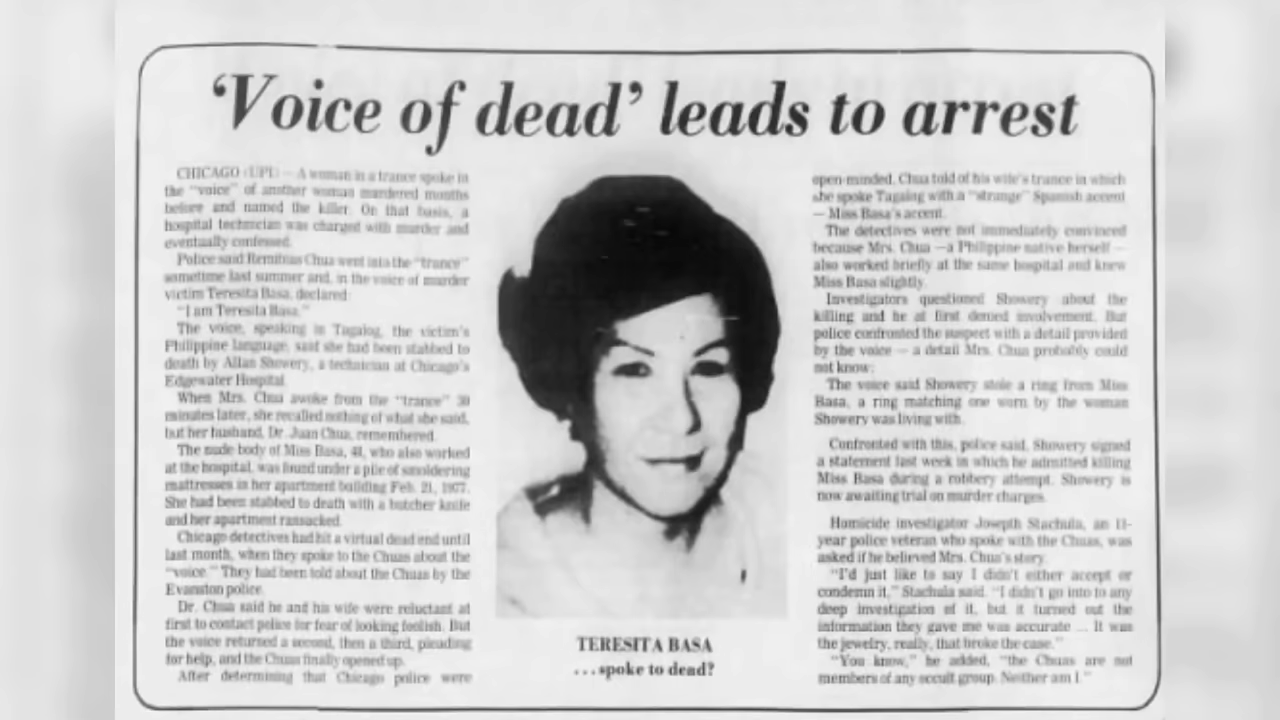 ‘Voice of dead’ leads to arrest
CHICAGO (UPI) — A woman in a trance spoke in
the “voice” of another woman murdered months
before and named the killer. On that basis, a
hospital technician was charged with murder and
eventually confessed.
Police said Remibias Chua went into the “trance”
sometime last summer and, in the voice of murder
victim Teresita Basa, declared:
“I am Teresita Basa.”
The voice, speaking in Tagalog, the victim’s
Philippine language, said she had been stabbed to
death by Allan Showery, a technician at Chicago’s
Edgewater Hospital.
When Mrs. Chua awoke from the “trance” 30
minutes later, she recalled nothing of what she said,
but her husband, Dr. Juan Chua, remembered.
The nude body of Miss Basa, 48, who also worked
at the hospital, was found under a pile of smoldering
mattresses in her apartment building Feb. 21, 1977.
She had been stabbed to death with a butcher knife
and her apartment ransacked.
Chicago detectives had hit a virtual dead end until
last month, when they spoke to the Chuas about the
“voice.” They had been told about the Chuas by the
Evanston police.
Dr. Chua said he and his wife were reluctant at
first to contact police for fear of looking foolish. But
the voice returned a second, then a third, pleading
for help, and the Chuas finally opened up.
After determining that Chicago police were
TERESITA BASA
. . . spoke to dead?
open-minded, Chua told of his wife’s trance in which
she spoke Tagalog with a “strange” Spanish accent
— Miss Basa’s accent.
The detectives were not immediately convinced
because Mrs. Chua — a Philippine native herself —
also worked briefly at the same hospital and knew
Miss Basa slightly.
Investigators questioned Showery about the
killing and he at first denied involvement. But
police confronted the suspect with a detail provided
by the voice — a detail Mrs. Chua probably could
not know:
The voice said Showery stole a ring from Miss
Basa, a ring matching one worn by the woman
Showery was living with.
Confronted with this, police said, Showery signed
a statement last week in which he admitted killing
Miss Basa during a robbery attempt. Showery is
now awaiting trial on murder charges.
Homicide investigator Joseph Stachula, an 11-
year police veteran who spoke with the Chuas, was
asked if he believed Mrs. Chua’s story.
“I’d just like to say I didn’t either accept or
condemn it,” Stachula said. “I didn’t go into to any
deep investigation of it, but it turned out the
information they gave me was accurate ... It was
the jewelry, really, that broke the case.”
“You know,” he added, “the Chuas are not
members of any occult group. Neither am I.”